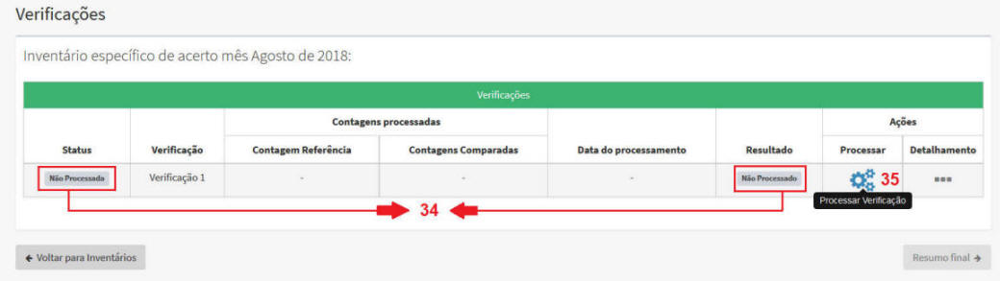 Verificações
Inventário específico de acerto mês Agosto de 2018:
Verificações
Contagens processadas Ações
Status Verificação Contagem Referência Contagens Comparadas Data do processamento Resultado Processar Detalhamento
Não Processada Verificação 1 - - - Não Processado 35
Processar Verificação
34
Voltar para Inventários Resumo final